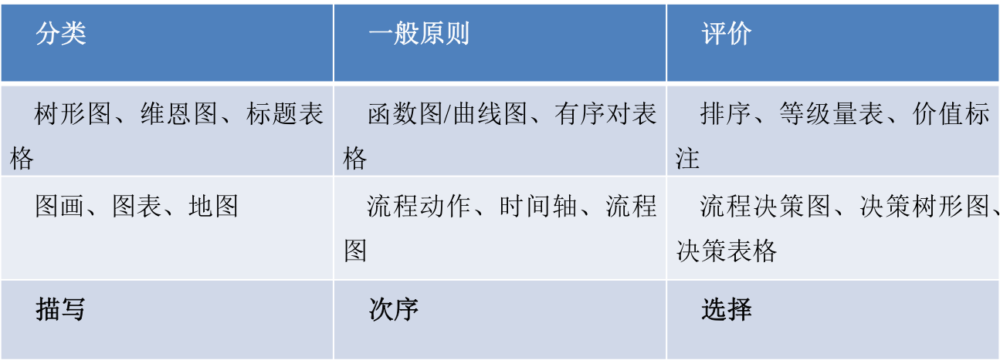 分类
一般原则
评价
树形图、维恩图、标题表
格
函数图/曲线图、有序对表
格
排序、等级量表、价值标
注
图画、图表、地图
流程动作、时间轴、流程
图
流程决策图、决策树形图、
决策表格
描写
次序
选择